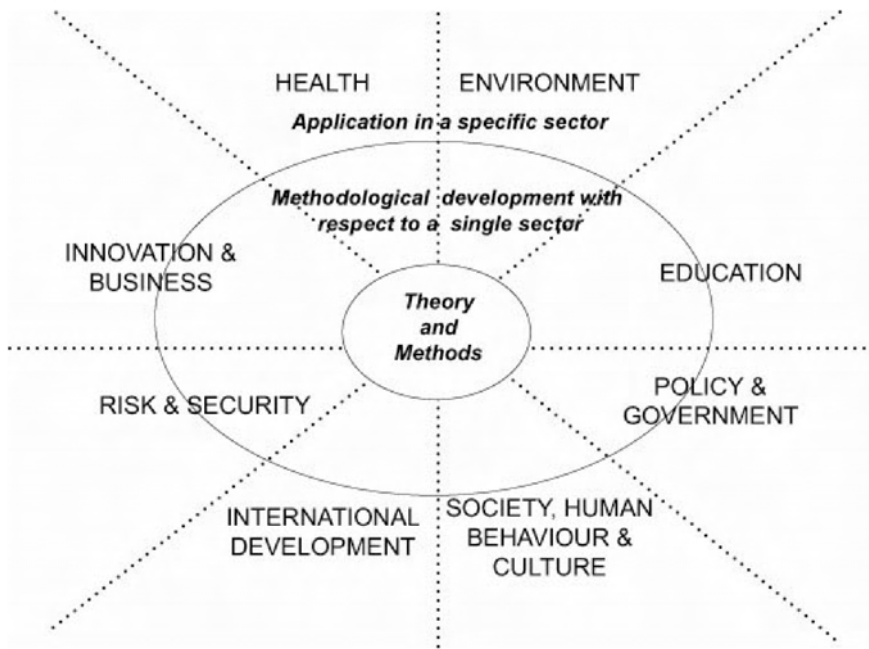 HEALTH
ENVIRONMENT
Application in a specific sector
Methodological development with
respect to a single sector
INNOVATION &
BUSINESS
EDUCATION
Theory
and
Methods
RISK & SECURITY
POLICY &
GOVERNMENT
INTERNATIONAL
DEVELOPMENT
SOCIETY, HUMAN
BEHAVIOUR &
CULTURE